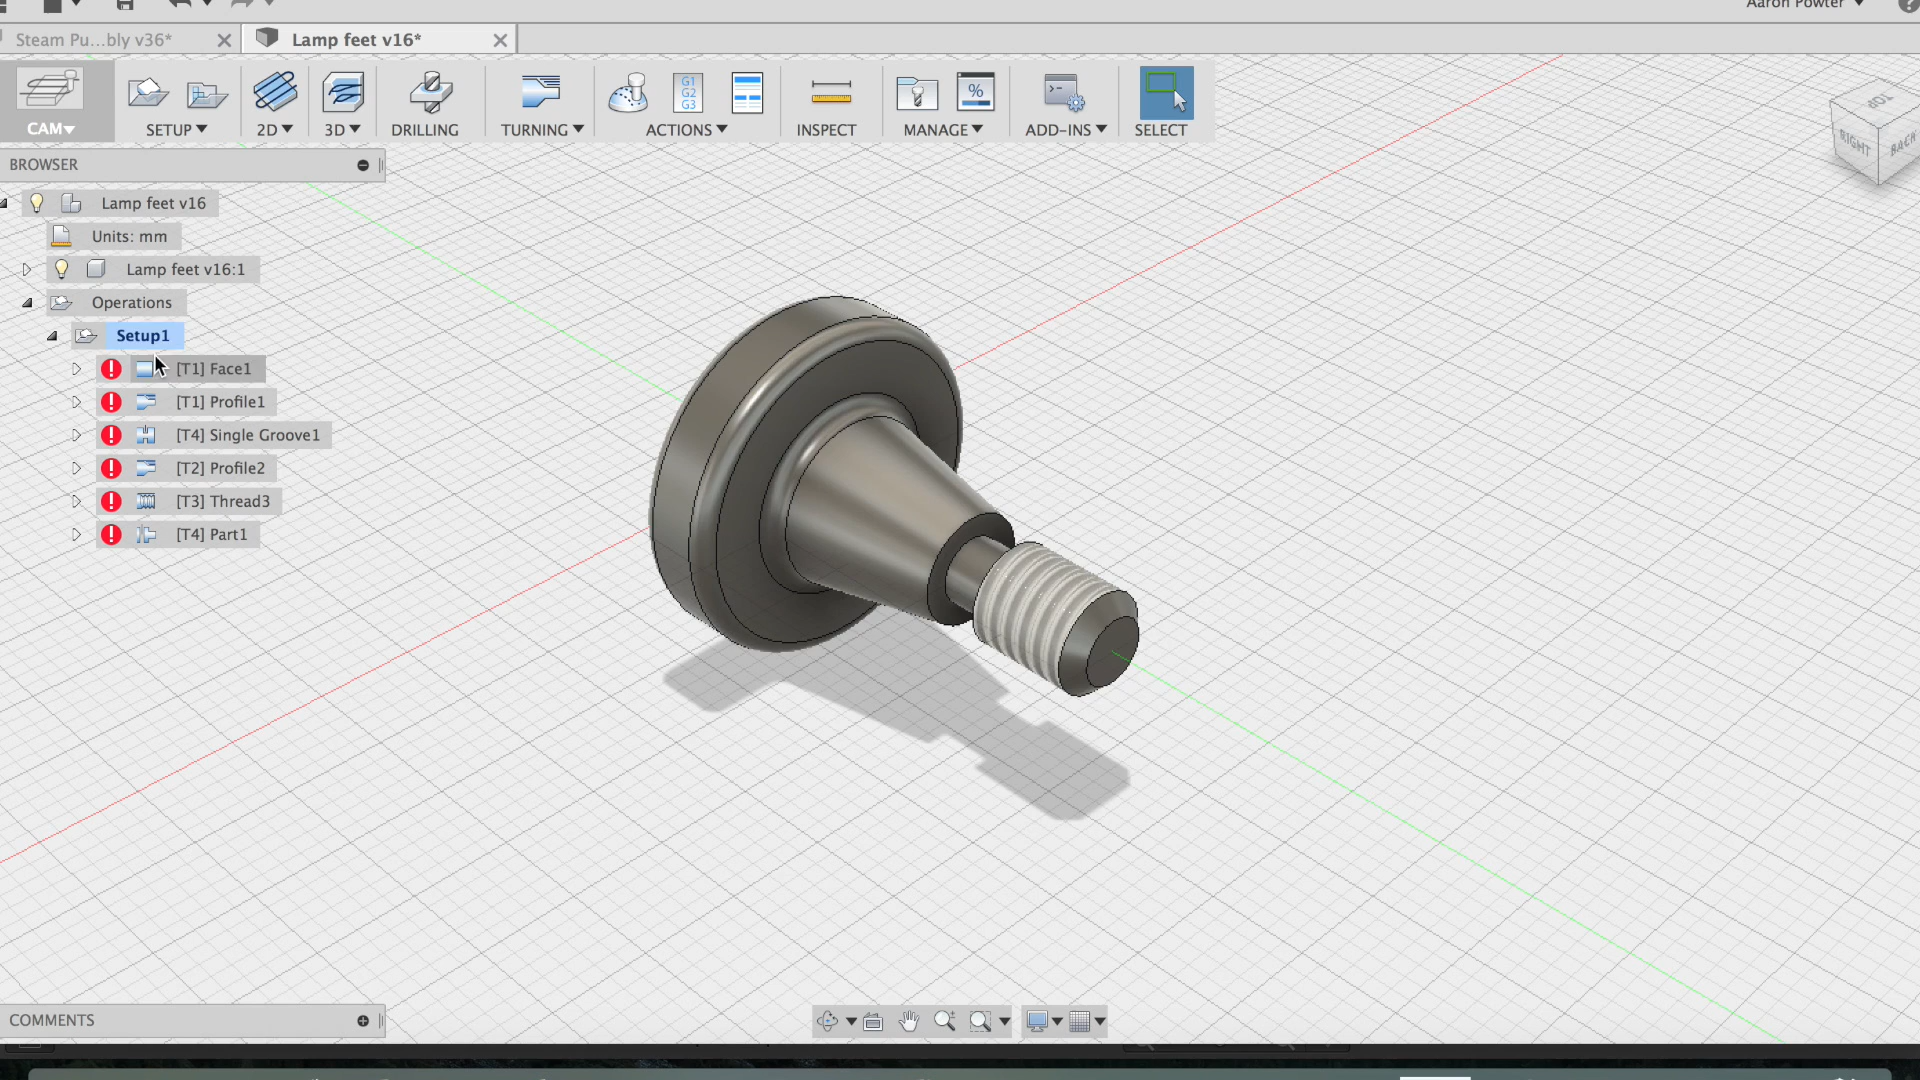 Aaron Powter
Steam Pu...bly v36*
Lamp feet v16*
G1
G2
G3
%
CAM
SETUP
2D
3D
DRILLING
TURNING
ACTIONS
INSPECT
MANAGE
ADD-INS
SELECT
TOP
RIGHT
BACK
BROWSER
Lamp feet v16
Units: mm
Lamp feet v16:1
Operations
Setup1
[T1] Face1
[T1] Profile1
[T4] Single Groove1
[T2] Profile2
[T3] Thread3
[T4] Part1
COMMENTS